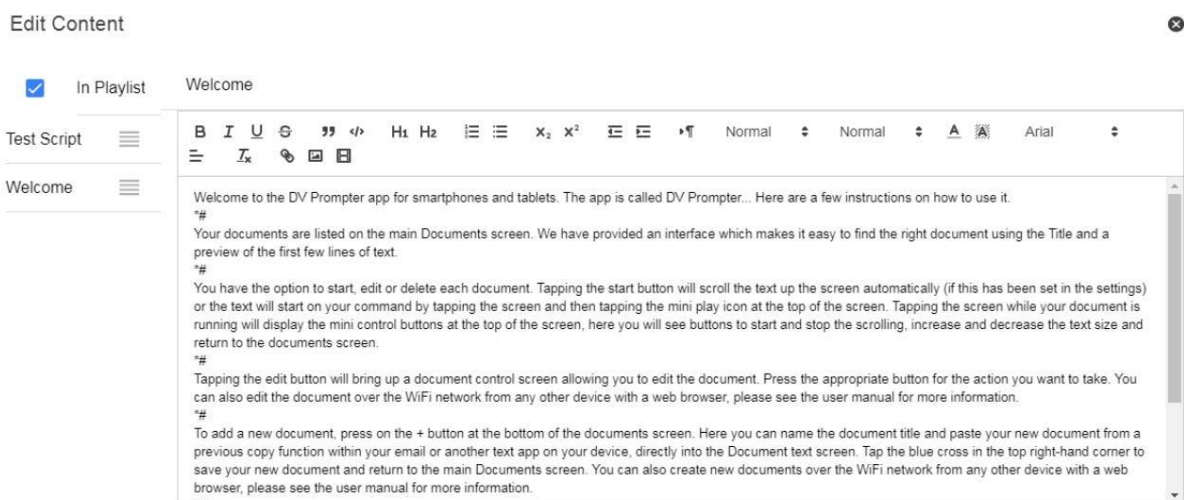 Edit Content
In Playlist
Welcome
Test Script
Welcome
B I U S ” </> H1 H2 X2 X² ¶ Normal Normal A A Arial
Tx
Welcome to the DV Prompter app for smartphones and tablets. The app is called DV Prompter... Here are a few instructions on how to use it.
*#
Your documents are listed on the main Documents screen. We have provided an interface which makes it easy to find the right document using the Title and a
preview of the first few lines of text.
*#
You have the option to start, edit or delete each document. Tapping the start button will scroll the text up the screen automatically (if this has been set in the settings)
or the text will start on your command by tapping the screen and then tapping the mini play icon at the top of the screen. Tapping the screen while your document is
running will display the mini control buttons at the top of the screen, here you will see buttons to start and stop the scrolling, increase and decrease the text size and
return to the documents screen.
*#
Tapping the edit button will bring up a document control screen allowing you to edit the document. Press the appropriate button for the action you want to take. You
can also edit the document over the WiFi network from any other device with a web browser, please see the user manual for more information.
*#
To add a new document, press on the + button at the bottom of the documents screen. Here you can name the document title and paste your new document from a
previous copy function within your email or another text app on your device, directly into the Document text screen. Tap the blue cross in the top right-hand corner to
save your new document and return to the main Documents screen. You can also create new documents over the WiFi network from any other device with a web
browser, please see the user manual for more information.